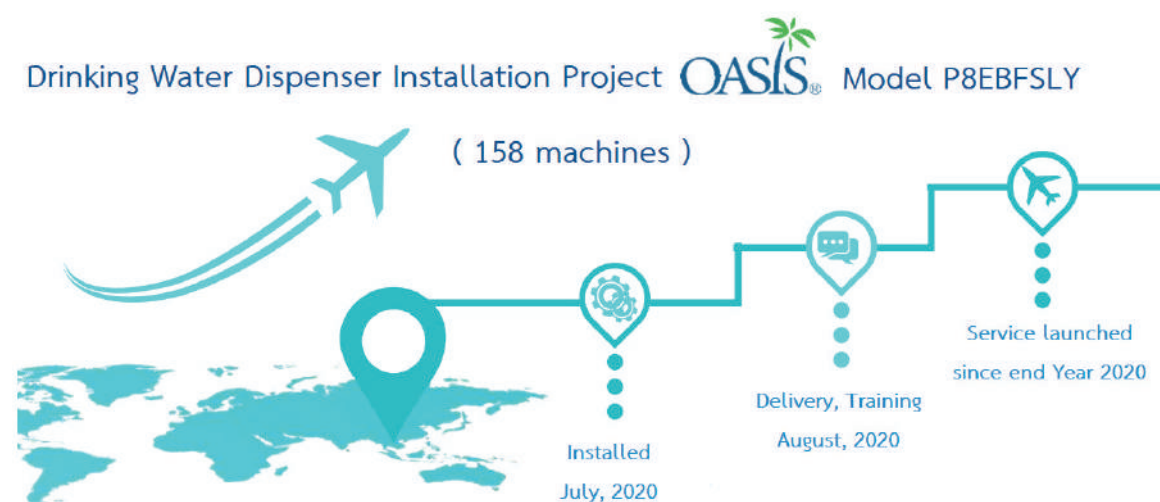 Drinking Water Dispenser Installation Project OASIS® Model P8EBFSLY
( 158 machines )
Service launched
since end Year 2020
Delivery, Training
August, 2020
Installed
July, 2020